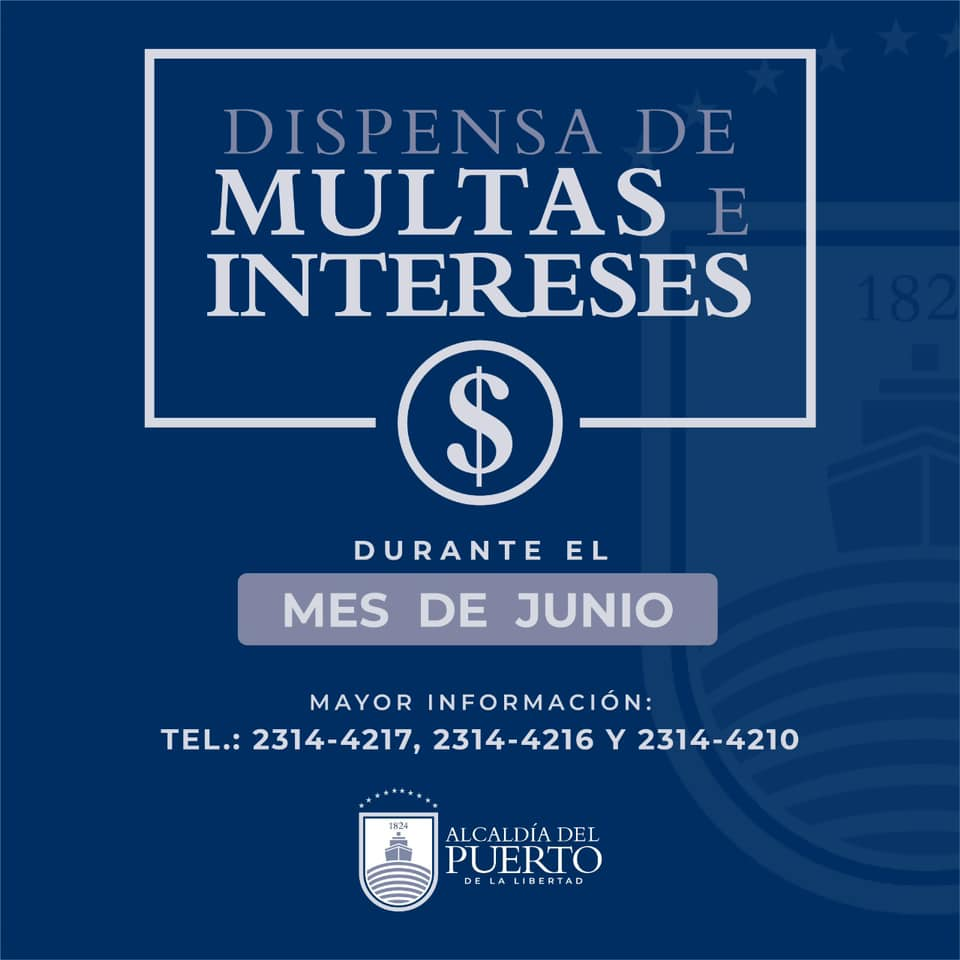 DISPENSA DE
MULTAS E
INTERESES
$
DURANTE EL
MES DE JUNIO
MAYOR INFORMACIÓN:
TEL.: 2314-4217, 2314-4216 Y 2314-4210
1824
ALCALDÍA DEL
PUERTO
DE LA LIBERTAD
182